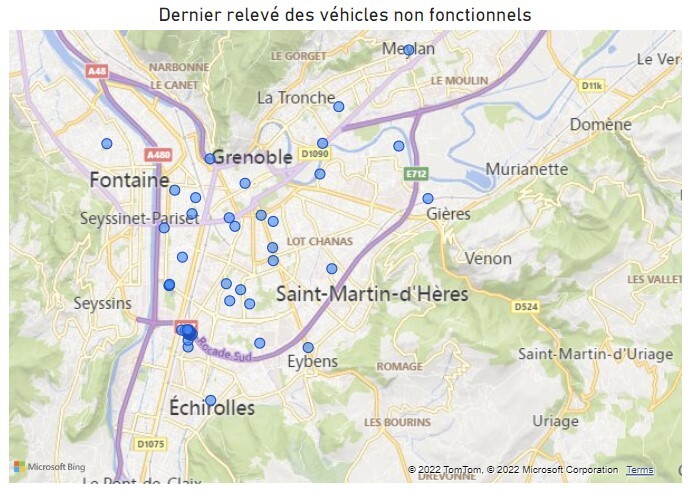 Dernier relevé des véhicules non fonctionnels
Meylan
LE GORGET
Le Ver
A48
NARBONNE
LE CANET
LE MOULIN
D11k
La Tronche
Domène
A480
Grenoble
D1090
Murianette
Fontaine
E712
Seyssinet-Pariset
Gières
LOT CHANAS
Venon
Saint-Martin-d'Hères
LES VALLET
Seyssins
D524
Rocade Sud
Eybens
Saint-Martin-d'Uriage
ROMAGE
Échirolles
LES BOURINS
Uriage
D1075
Microsoft Bing
© 2022 TomTom, © 2022 Microsoft Corporation Terms
Le Pont-de-Claix
DREVONNE